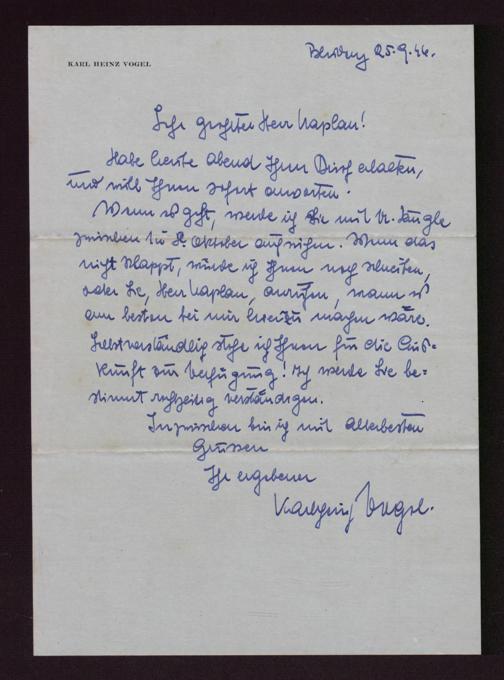 KARL HEINZ VOGEL
25.9.46.
Sehr geehrter Herr Kaplan!
Habe heute abend Ihren Brief erhalten,
und will Ihnen sofort antworten.
Wenn es geht, werde ich Sie mit Dr. Jungk
zwischen 1. u. 8. Oktober aufsuchen. Wenn das
nicht klappt, würde ich Ihnen noch schreiben,
oder Sie, Herr Kaplan, anrufen, wann es
am besten bei mir hier zu machen wäre.
Selbstverständlich stehe ich Ihnen für die Aus-
kunft zur Verfügung! Ich werde Sie be-
stimmt rechtzeitig verständigen.
Inzwischen bin ich mit allerbesten
Grüssen
Ihr ergebener
Karlheinz Vogel.